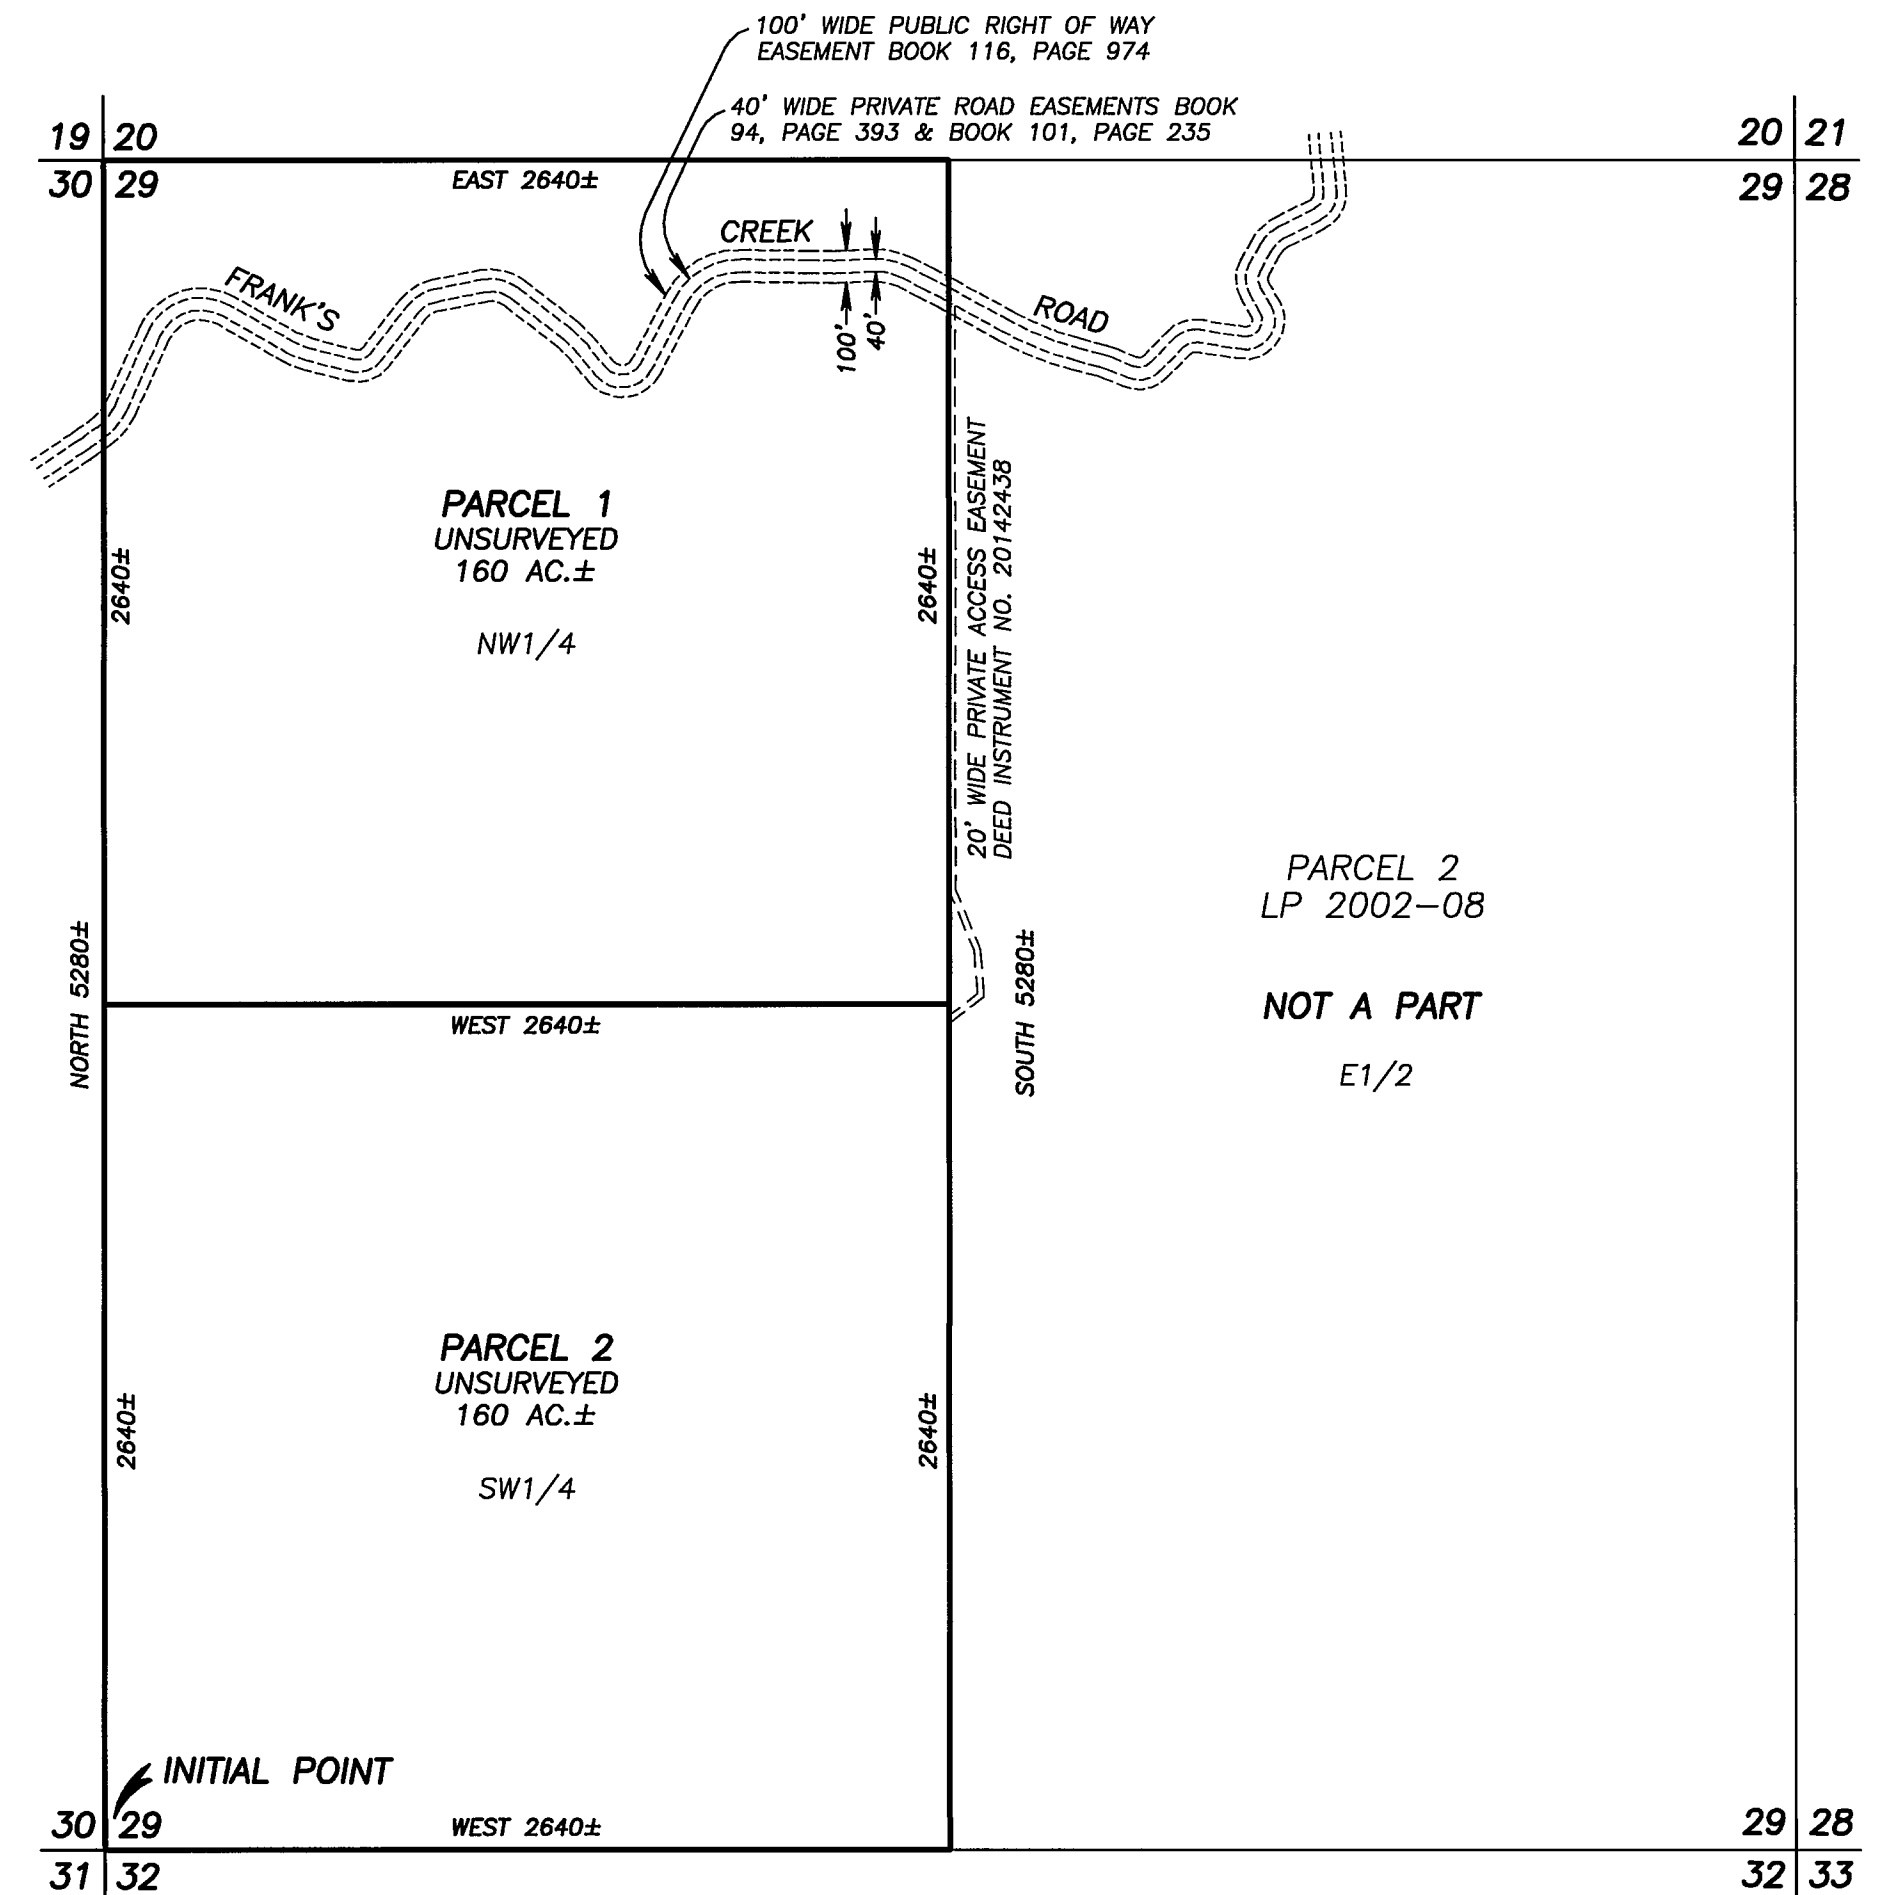 100' WIDE PUBLIC RIGHT OF WAY
EASEMENT BOOK 116, PAGE 974
40' WIDE PRIVATE ROAD EASEMENTS BOOK
94, PAGE 393 & BOOK 101, PAGE 235
19 20
30 29
20 21
29 28
EAST 2640±
FRANK'S
CREEK
ROAD
100'
40'
PARCEL 1
UNSURVEYED
160 AC.±
NW1/4
2640±
2640±
20' WIDE PRIVATE ACCESS EASEMENT
DEED INSTRUMENT NO. 20142438
PARCEL 2
LP 2002-08
NOT A PART
E1/2
NORTH 5280±
SOUTH 5280±
WEST 2640±
PARCEL 2
UNSURVEYED
160 AC.±
SW1/4
2640±
2640±
INITIAL POINT
WEST 2640±
30 29
31 32
29 28
32 33